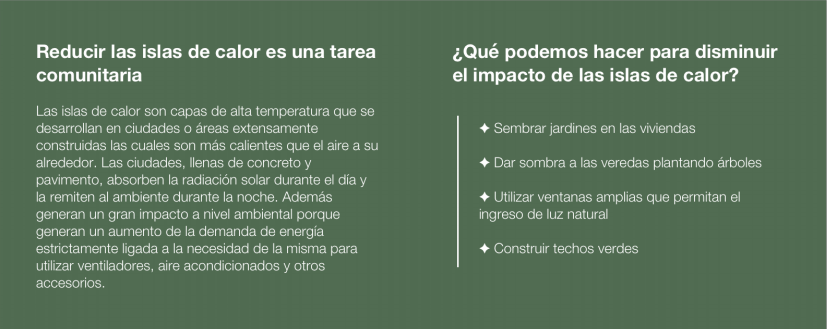 Reducir las islas de calor es una tarea
comunitaria
Las islas de calor son capas de alta temperatura que se
desarrollan en ciudades o áreas extensamente
construidas las cuales son más calientes que el aire a su
alrededor. Las ciudades, llenas de concreto y
pavimento, absorben la radiación solar durante el día y
la remiten al ambiente durante la noche. Además
generan un gran impacto a nivel ambiental porque
generan un aumento de la demanda de energía
estrictamente ligada a la necesidad de la misma para
utilizar ventiladores, aire acondicionados y otros
accesorios.
¿Qué podemos hacer para disminuir
el impacto de las islas de calor?
✦ Sembrar jardines en las viviendas
✦ Dar sombra a las veredas plantando árboles
✦ Utilizar ventanas amplias que permitan el
ingreso de luz natural
✦ Construir techos verdes